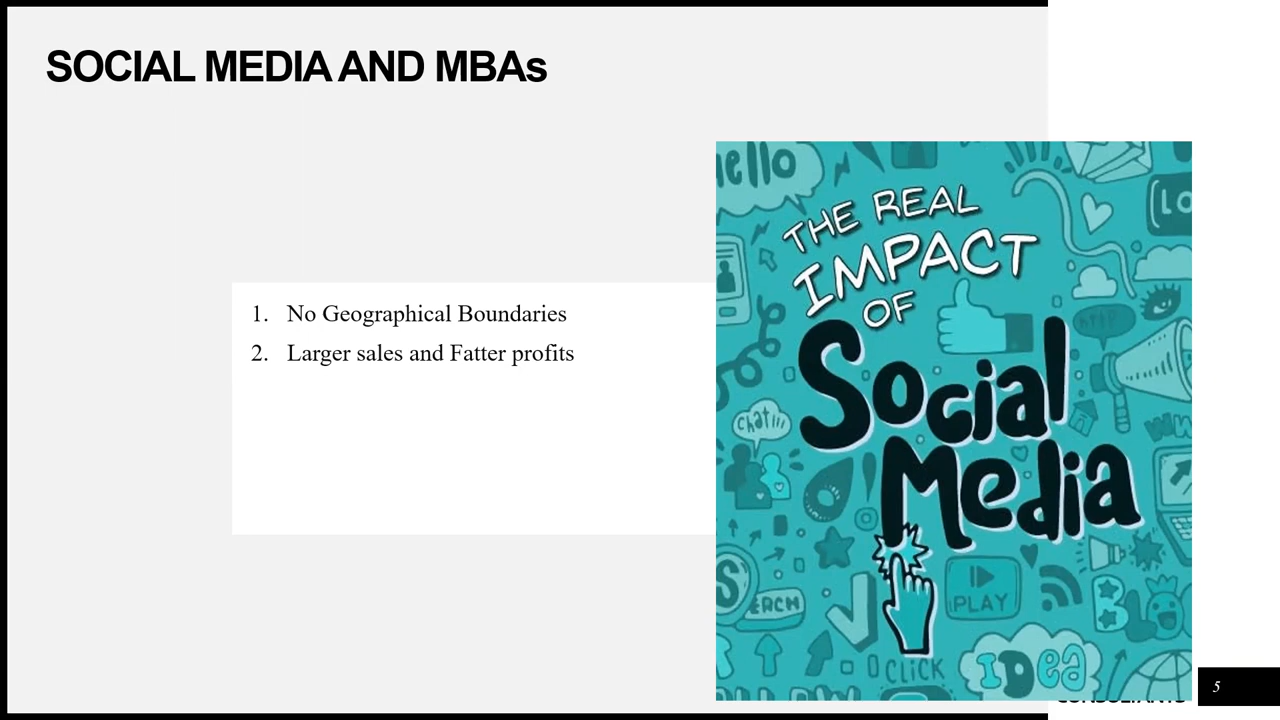 SOCIAL MEDIA AND MBAs
1. No Geographical Boundaries
2. Larger sales and Fatter profits
THE REAL
IMPACT
OF
Social
Media
chat!!!
PLAY
CLICK
IDea
5